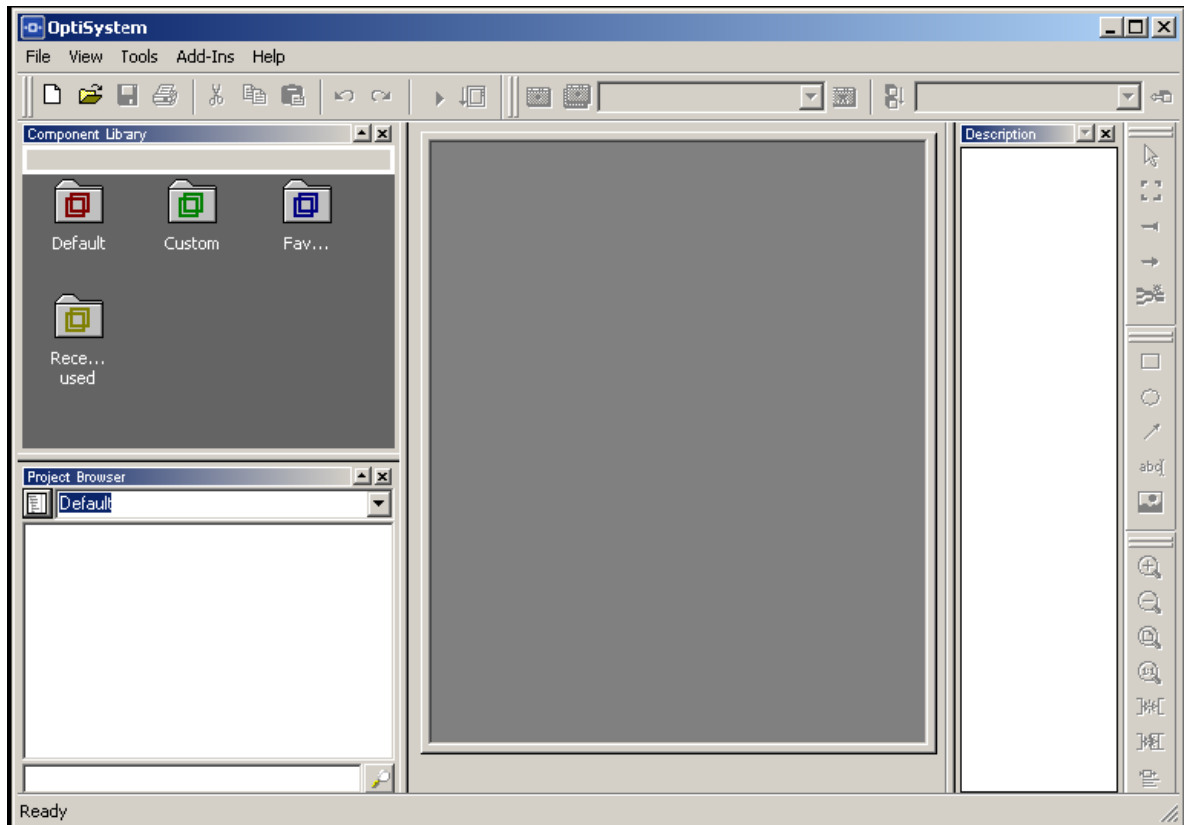 OptiSystem
File View Tools Add-Ins Help
Component Library
Description
Default Custom Fav...
Rece...
used
abc
Project Browser
Default
Ready